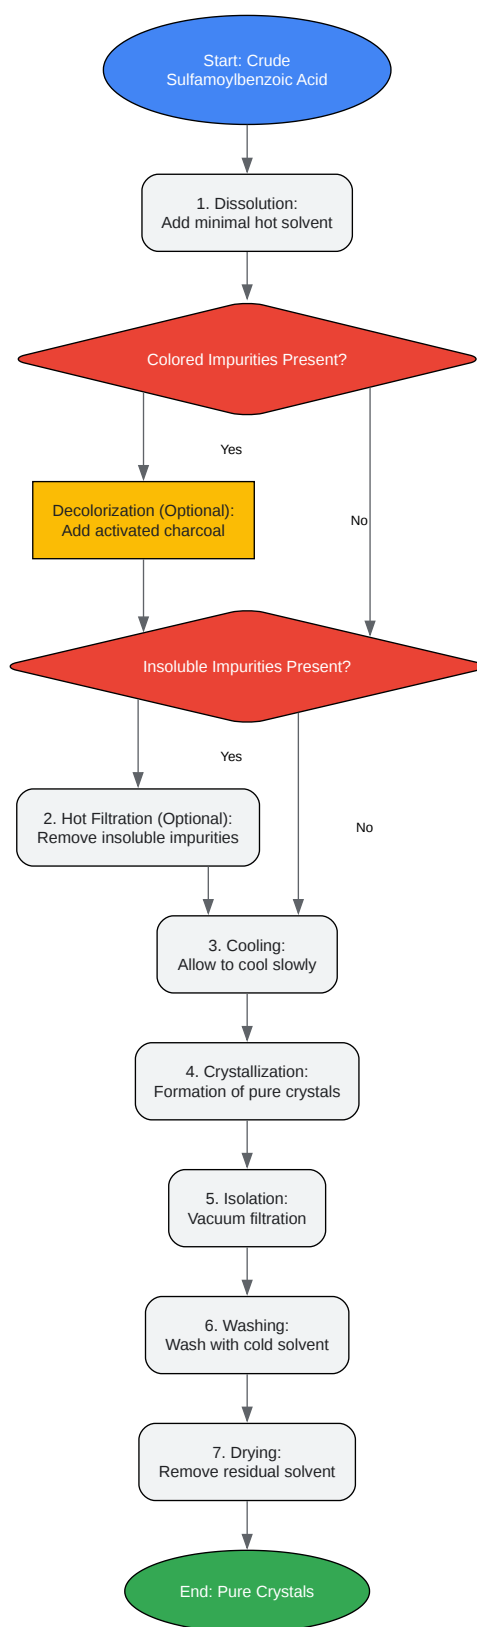 Start: Crude
Sulfamoylbenzoic Acid
1. Dissolution:
Add minimal hot solvent
Colored Impurities Present?
Yes
Decolorization (Optional):
Add activated charcoal
No
Insoluble Impurities Present?
Yes
2. Hot Filtration (Optional):
Remove insoluble impurities
No
3. Cooling:
Allow to cool slowly
4. Crystallization:
Formation of pure crystals
5. Isolation:
Vacuum filtration
6. Washing:
Wash with cold solvent
7. Drying:
Remove residual solvent
End: Pure Crystals